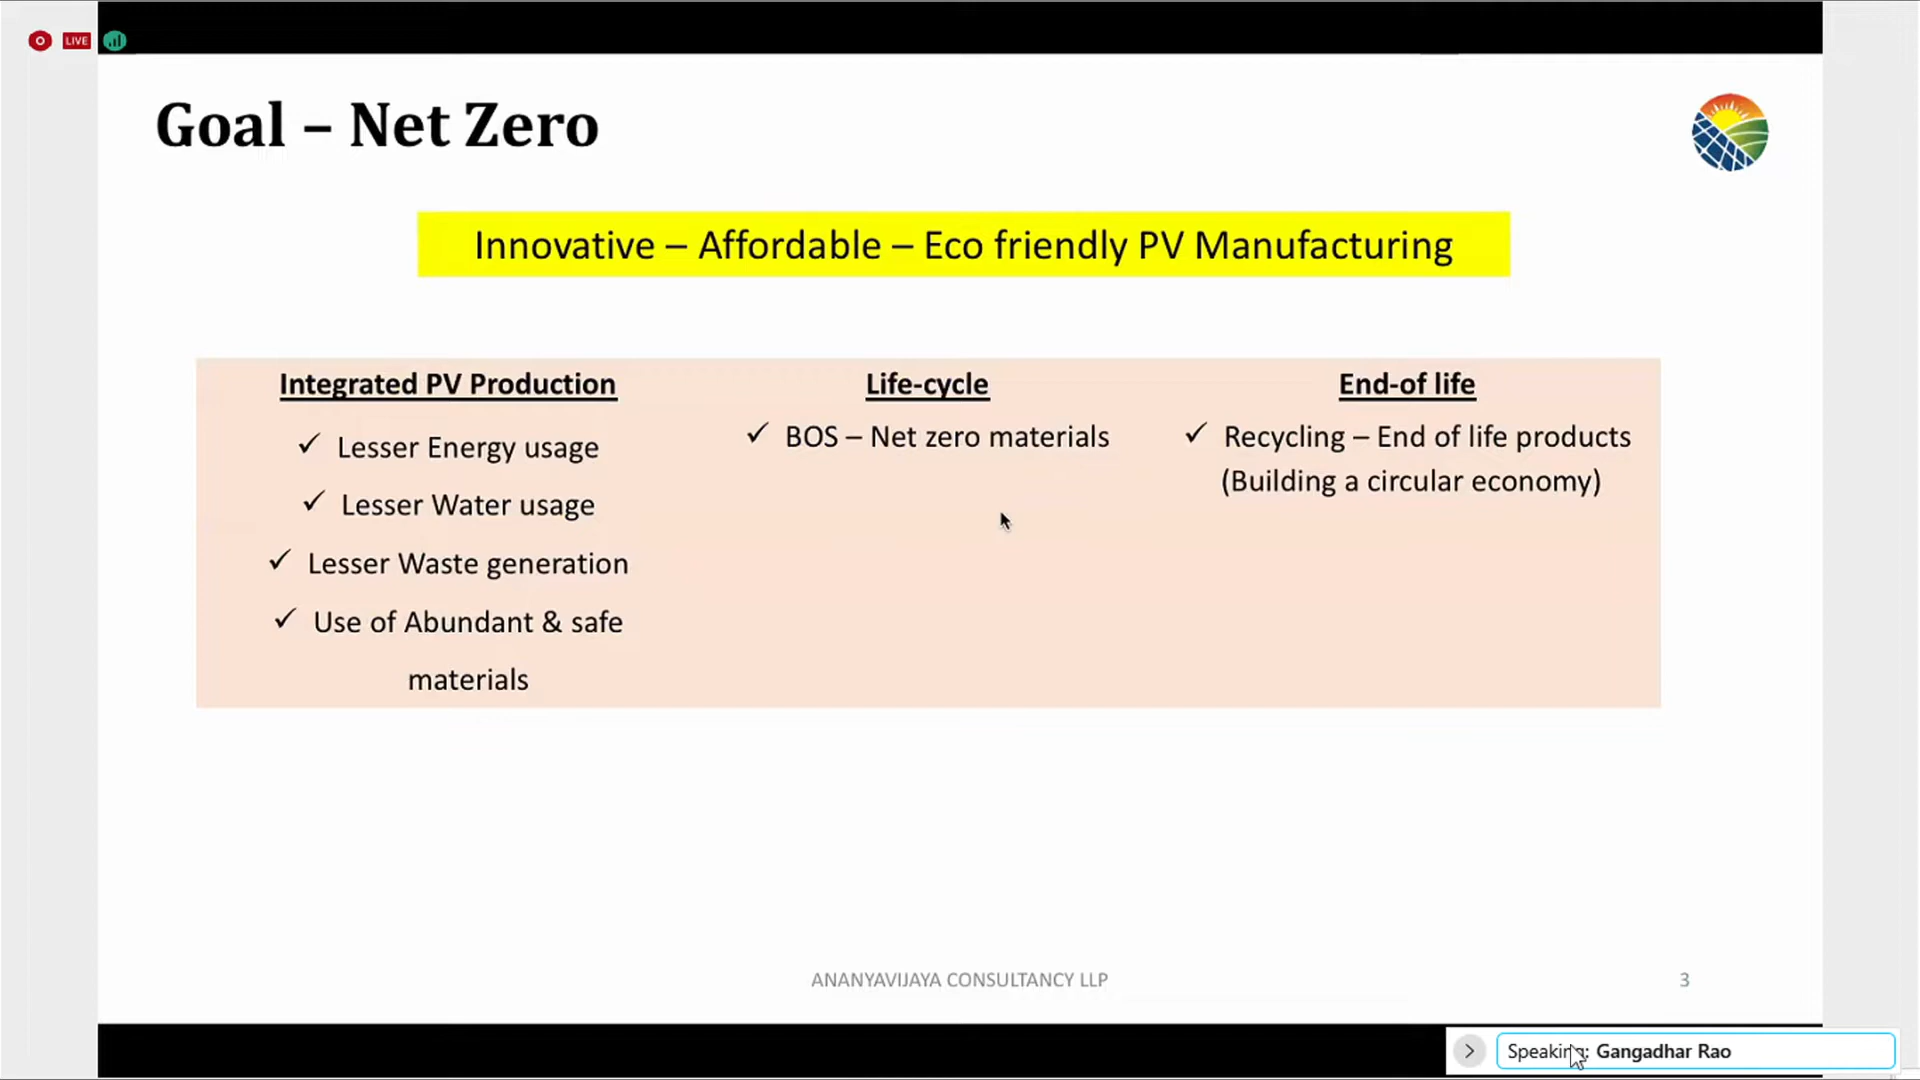 LIVE
Goal – Net Zero
Innovative – Affordable – Eco friendly PV Manufacturing
Integrated PV Production
✓ Lesser Energy usage
✓ Lesser Water usage
✓ Lesser Waste generation
✓ Use of Abundant & safe
materials
Life-cycle
✓ BOS – Net zero materials
End-of life
✓ Recycling – End of life products
(Building a circular economy)
ANANYAVIJAYA CONSULTANCY LLP
3
Speaking: Gangadhar Rao